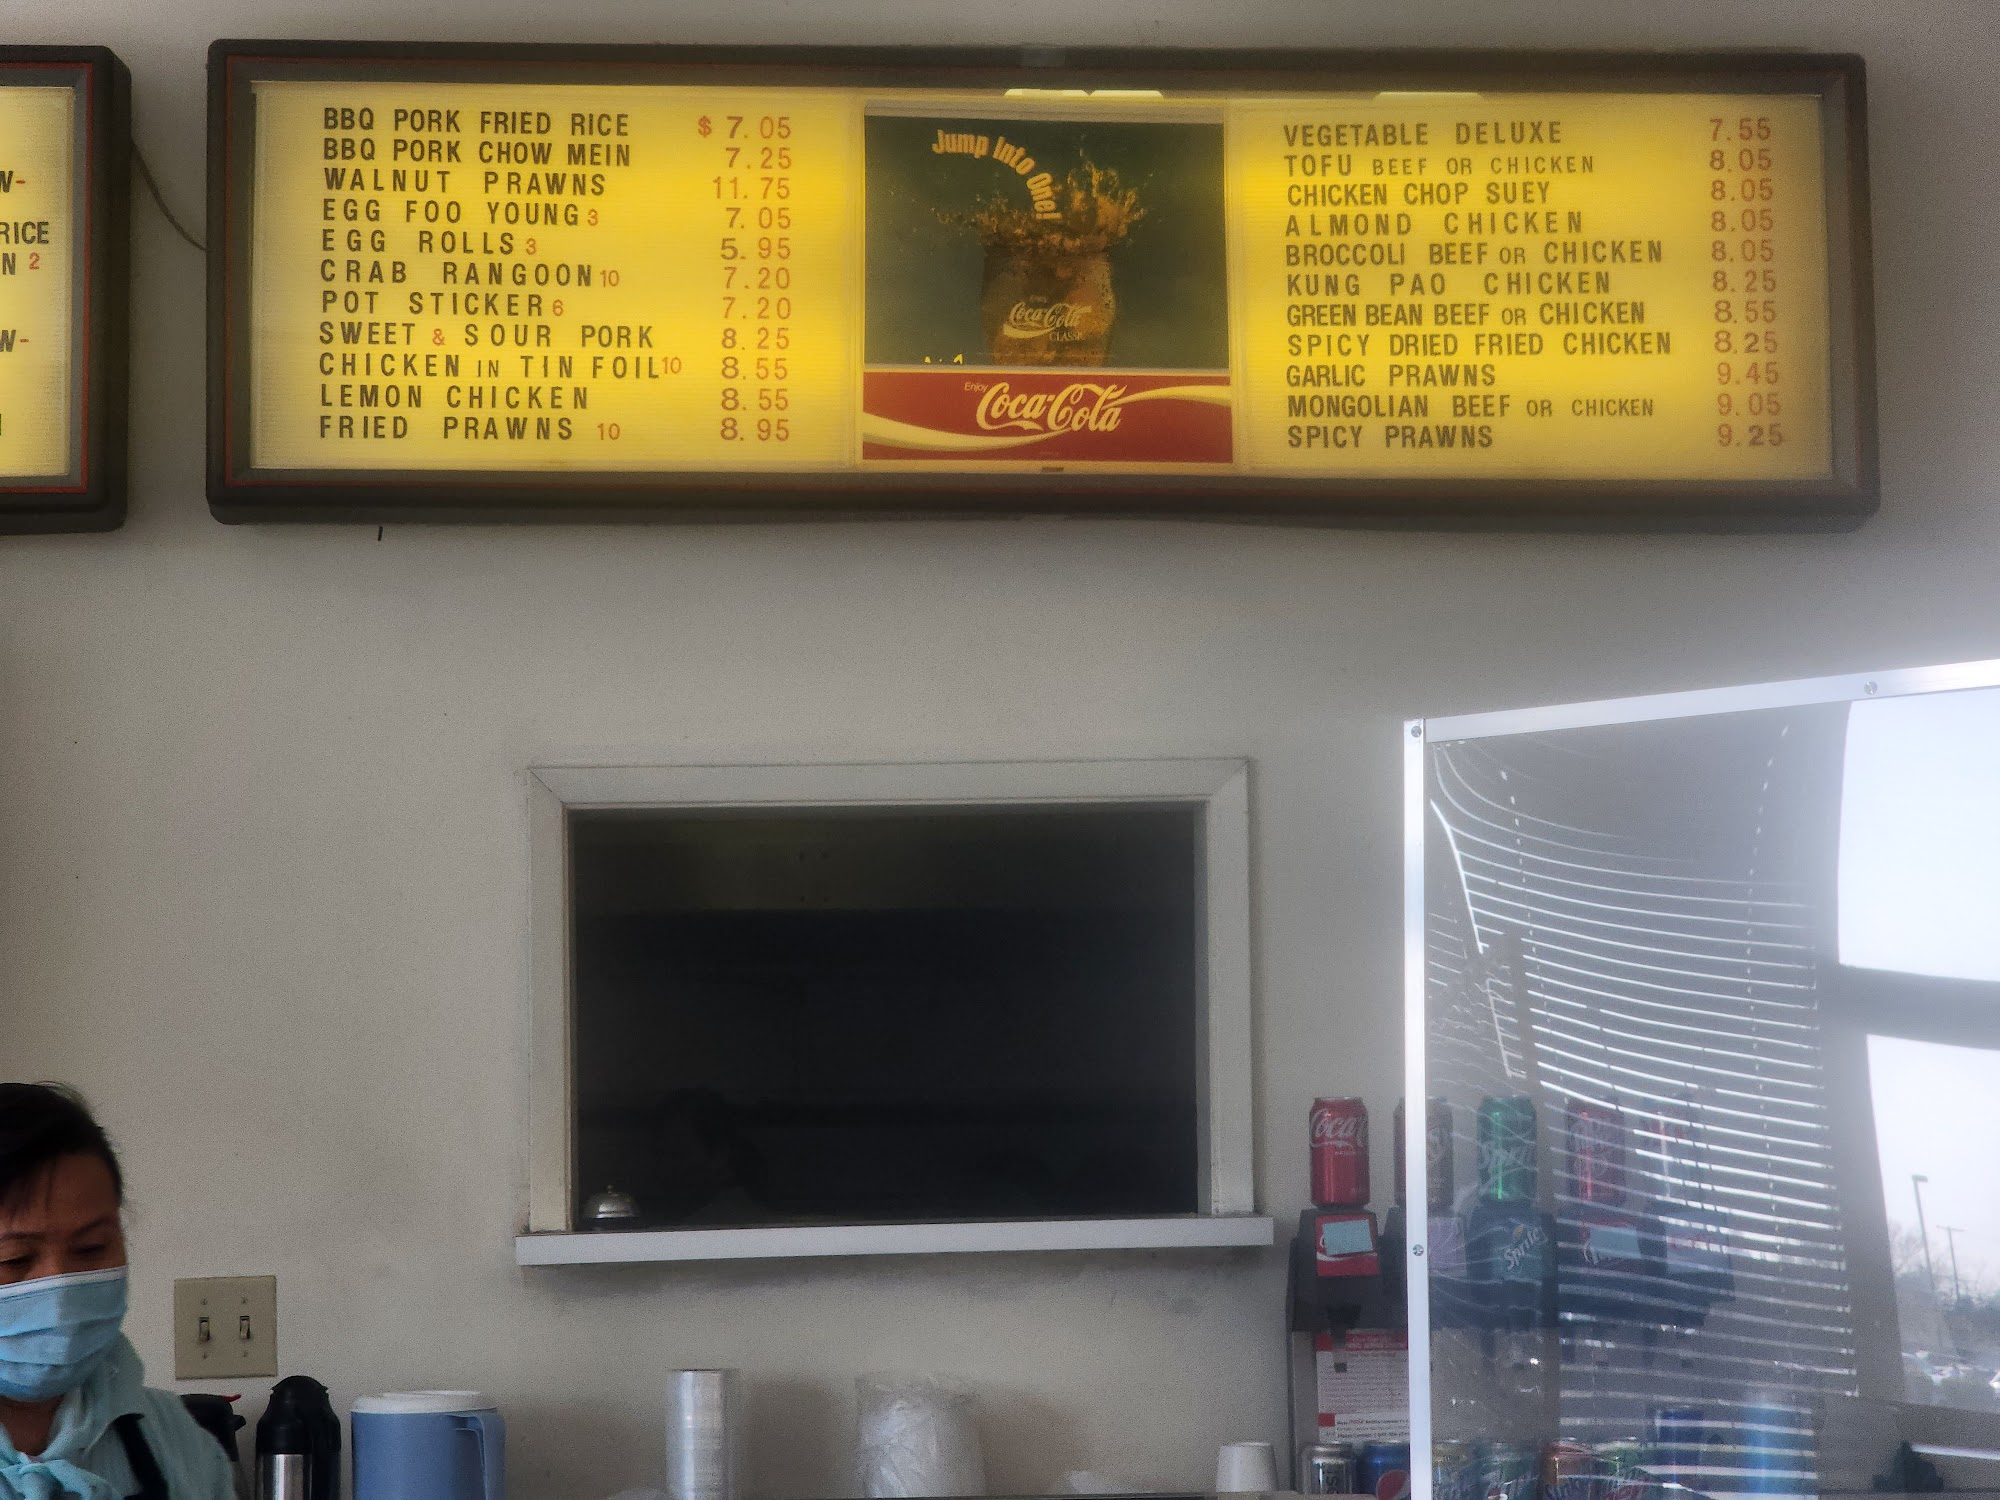 W-
RICE
N 2
W-
BBQ PORK FRIED RICE $ 7.05
BBQ PORK CHOW MEIN 7.25
WALNUT PRAWNS 11.75
EGG FOO YOUNG 3 7.05
EGG ROLLS 3 5.95
CRAB RANGOON 10 7.20
POT STICKER 6 7.20
SWEET & SOUR PORK 8.25
CHICKEN IN TIN FOIL 10 8.55
LEMON CHICKEN 8.55
FRIED PRAWNS 10 8.95
Jump Into One!
Enjoy
Coca-Cola
CLASSIC
Enjoy
Coca-Cola
VEGETABLE DELUXE 7.55
TOFU BEEF OR CHICKEN 8.05
CHICKEN CHOP SUEY 8.05
ALMOND CHICKEN 8.05
BROCCOLI BEEF OR CHICKEN 8.05
KUNG PAO CHICKEN 8.25
GREEN BEAN BEEF OR CHICKEN 8.55
SPICY DRIED FRIED CHICKEN 8.25
GARLIC PRAWNS 9.45
MONGOLIAN BEEF OR CHICKEN 9.05
SPICY PRAWNS 9.25
Coca
Sprite